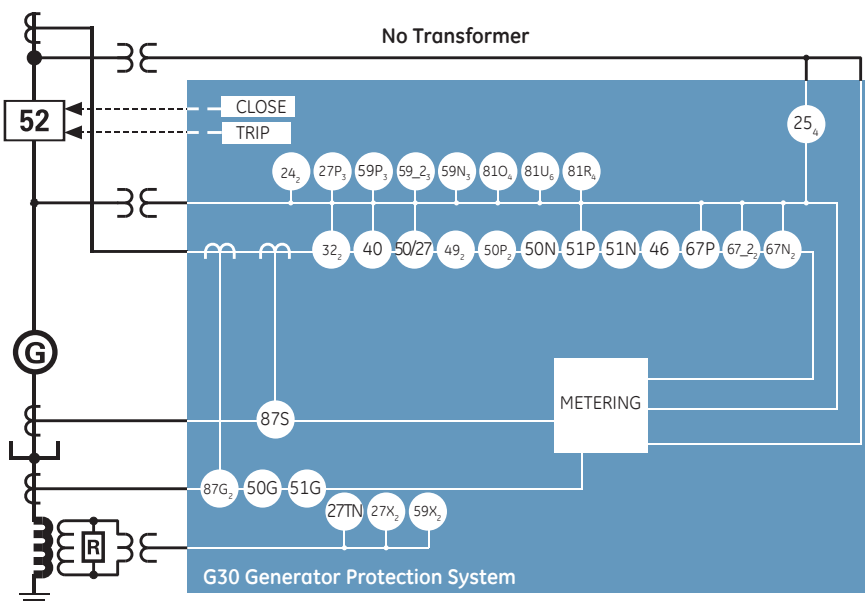 No Transformer
CLOSE
52
TRIP
25₄
24₂ 27P₃ 59P₃ 59_2₃ 59N₃ 81O₄ 81U₆ 81R₄
32₂ 40 50/27 49₂ 50P₂ 50N 51P 51N 46 67P 67_2₂ 67N₂
G
METERING
87S
87G₂ 50G 51G
27TN 27X₂ 59X₂
R
G30 Generator Protection System